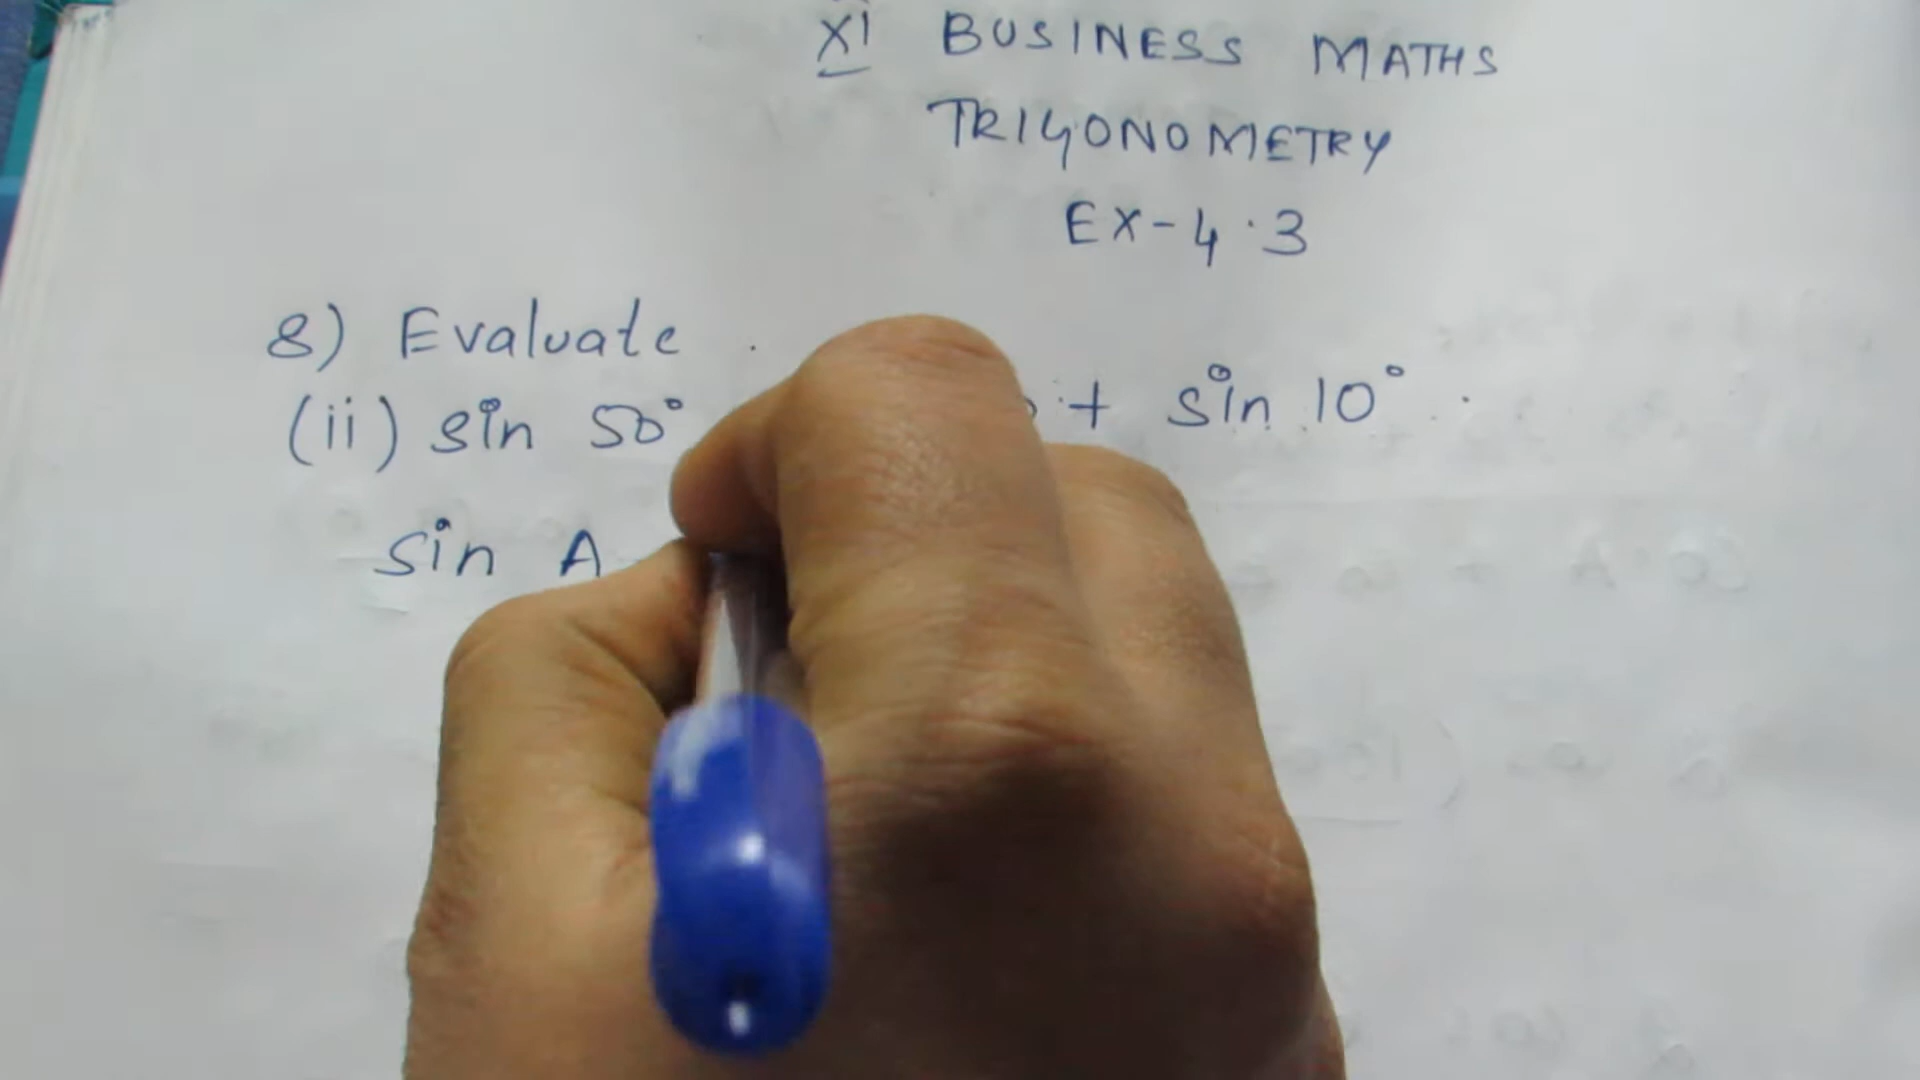 XI BUSINESS MATHS
TRIGONOMETRY
EX-4.3
8) Evaluate
(ii) sin 50° + sin 10°
sin A